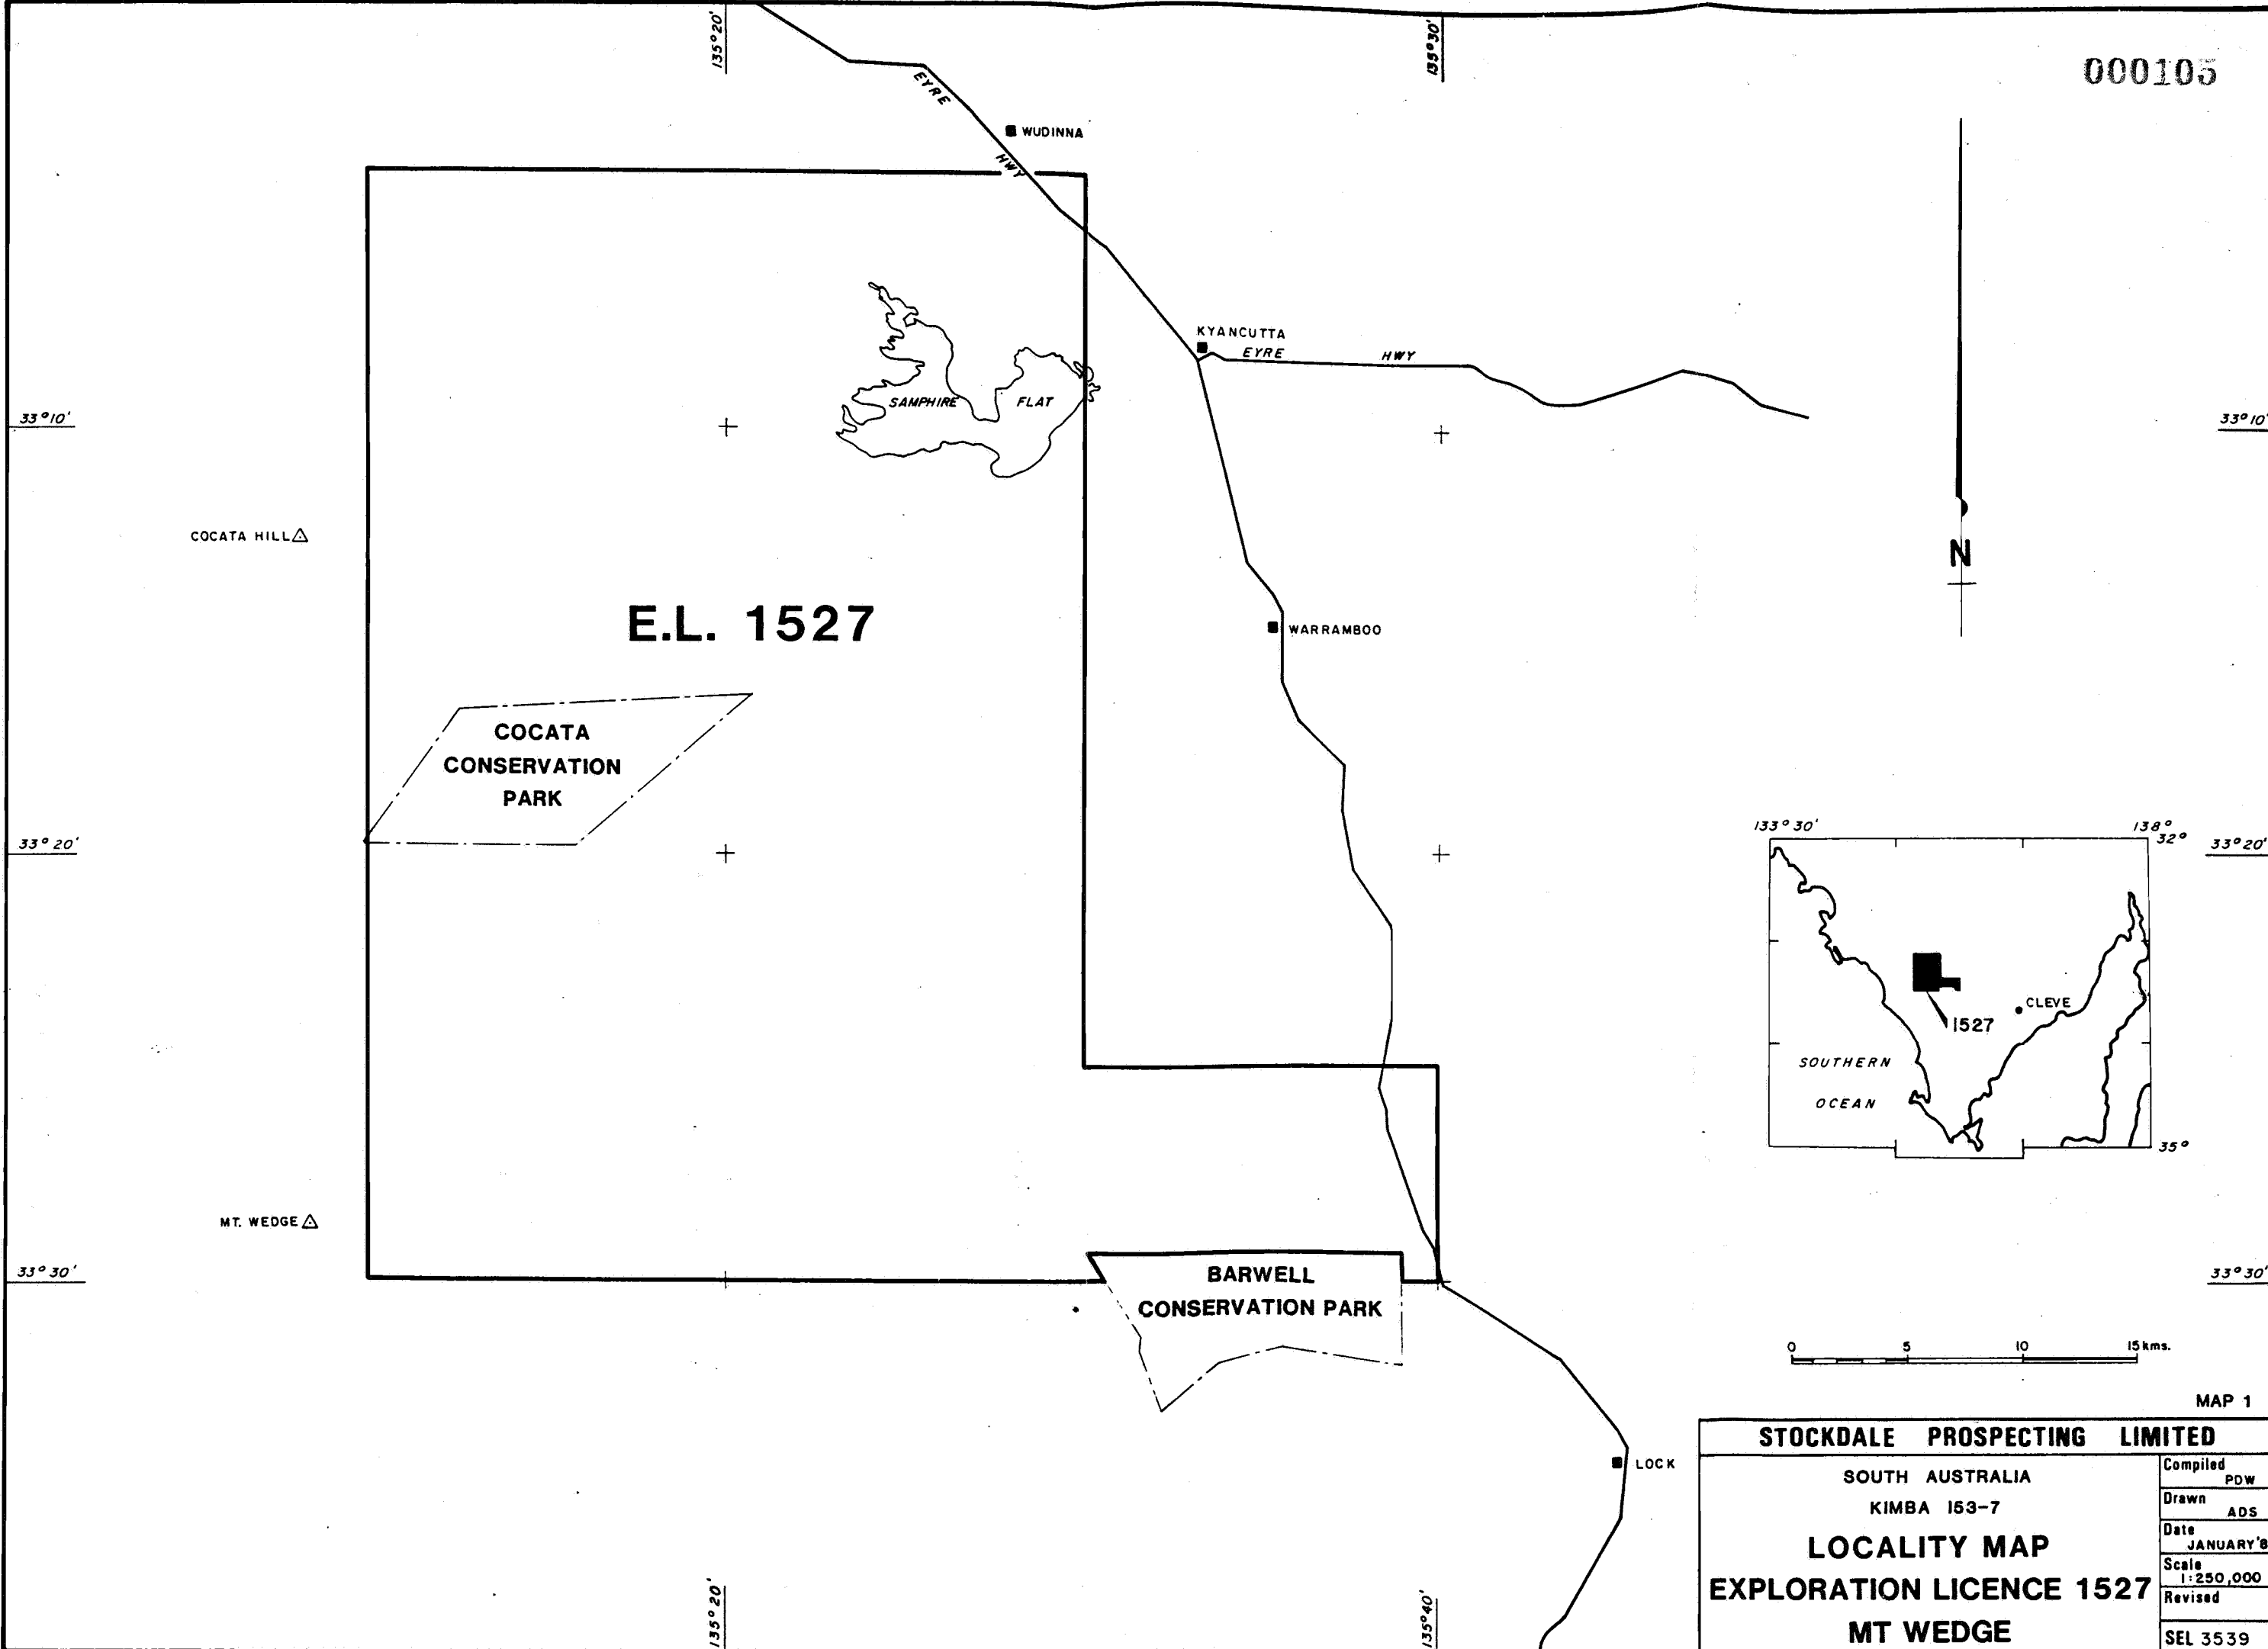 135°20'
135°30'
000105
EYRE
WUDINNA
HWY
KYANCUTTA
EYRE HWY
SAMPHIRE FLAT
33°10'
33°10'
COCATA HILL
N
E.L. 1527
WARRAMBOO
COCATA
CONSERVATION
PARK
133°30'
138°
32°
33°20'
33°20'
CLEVE
1527
SOUTHERN
OCEAN
35°
MT. WEDGE
33°30'
33°30'
BARWELL
CONSERVATION PARK
0 5 10 15 kms.
MAP 1
LOCK
135°20'
135°40'
STOCKDALE PROSPECTING LIMITED
SOUTH AUSTRALIA
KIMBA I53-7
LOCALITY MAP
EXPLORATION LICENCE 1527
MT WEDGE
Compiled
PDW
Drawn
ADS
Date
JANUARY'8
Scale
1:250,000
Revised
SEL 3539